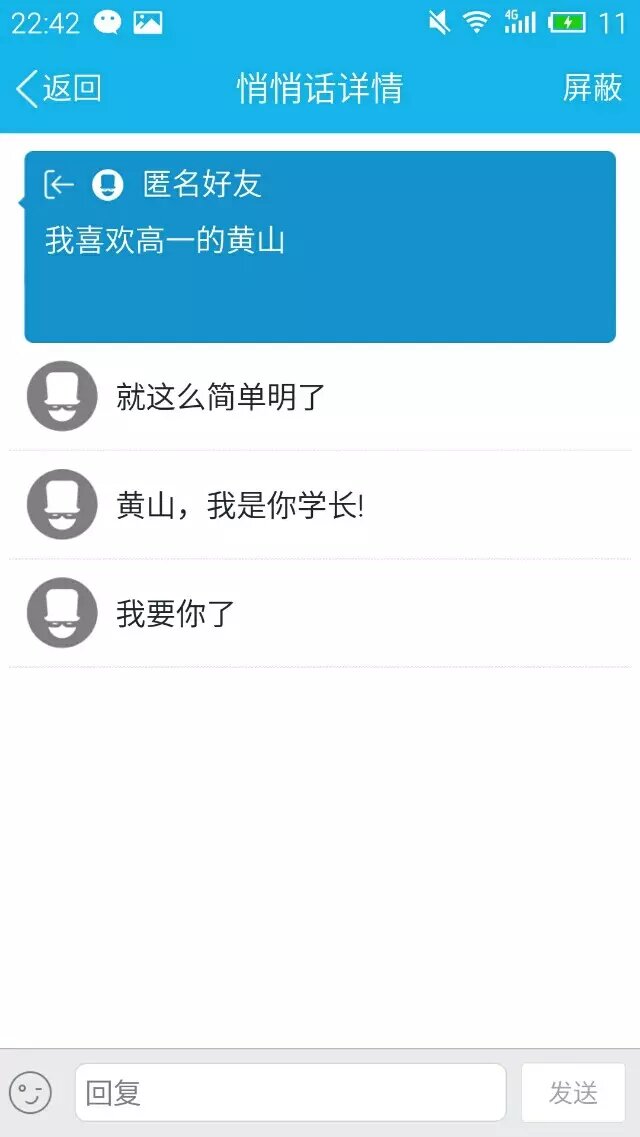 22:42 4G 11
返回 悄悄话详情 屏蔽
匿名好友
我喜欢高一的黄山
就这么简单明了
黄山，我是你学长!
我要你了
回复 发送